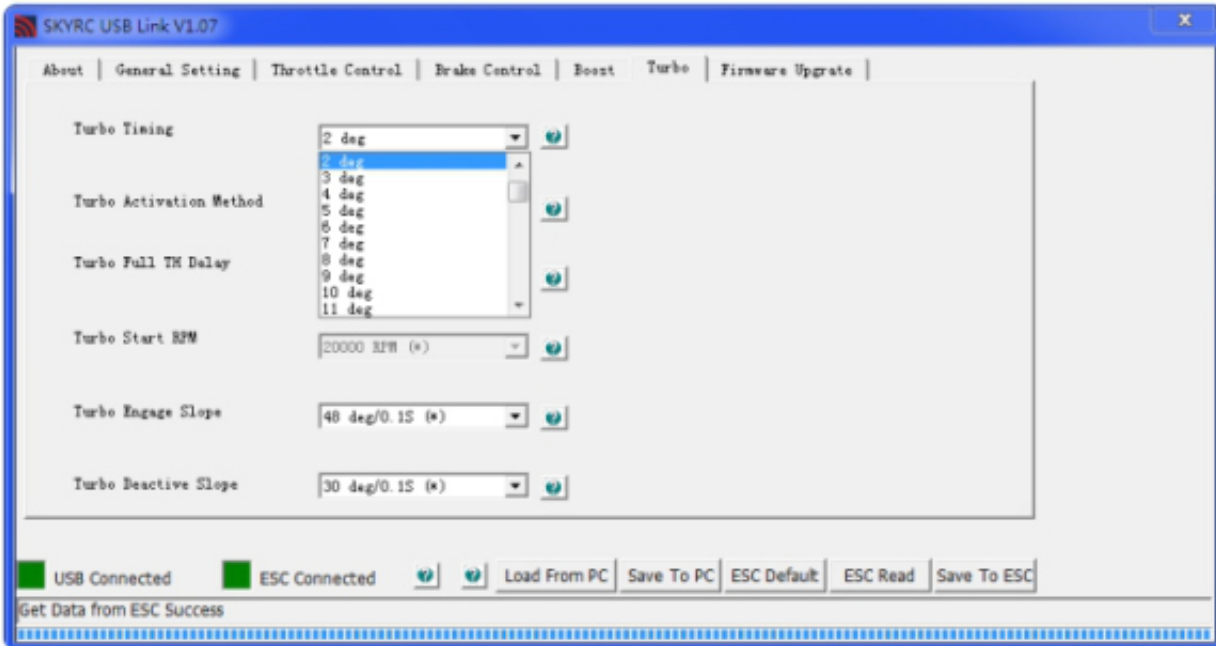 SKYRC USB Link V1.07
x
About | General Setting | Throttle Control | Brake Control | Boost | Turbo | Firmware Upgrate |
Turbo Timing
2 deg
2 deg
3 deg
4 deg
5 deg
6 deg
7 deg
8 deg
9 deg
10 deg
11 deg
Turbo Activation Method
Turbo Full TH Delay
Turbo Start RPM
20000 RPM (*)
Turbo Engage Slope
48 deg/0.1S (*)
Turbo Deactive Slope
30 deg/0.1S (*)
USB Connected
ESC Connected
Load From PC
Save To PC
ESC Default
ESC Read
Save To ESC
Get Data from ESC Success